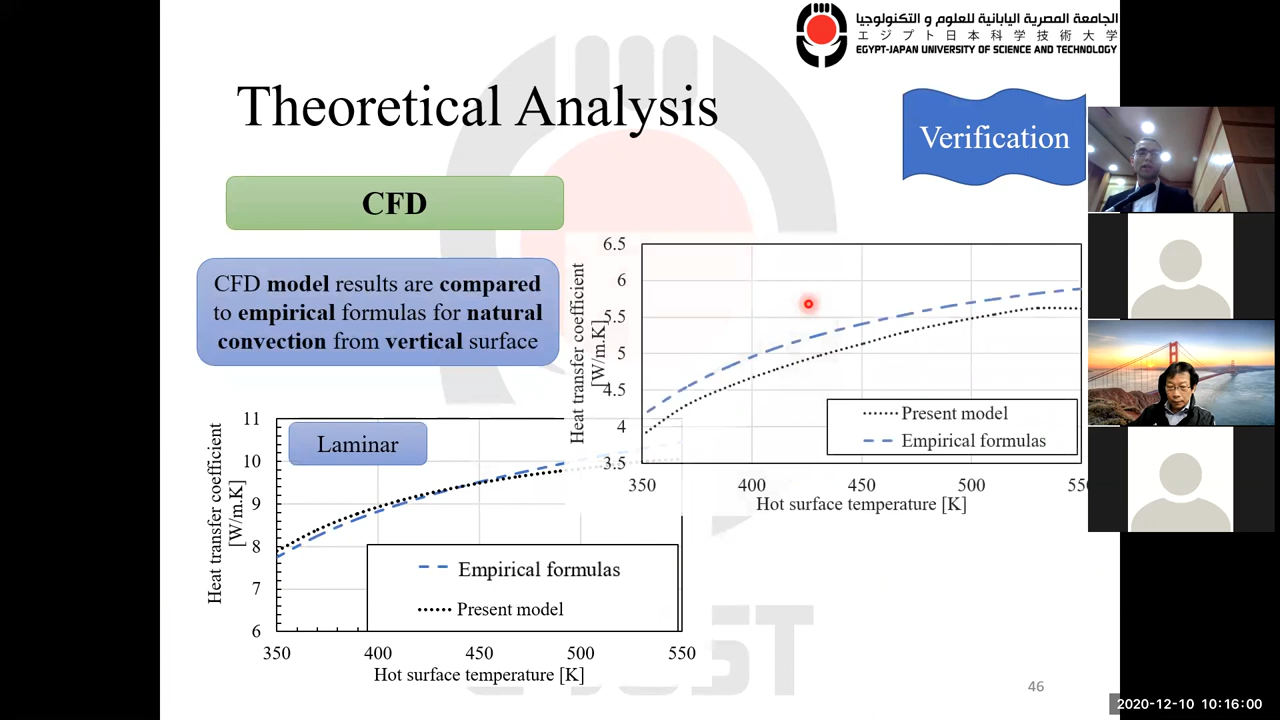 الجامعة المصرية اليابانية للعلوم و التكنولوجيا
エジプト日本科学技術大学
EGYPT-JAPAN UNIVERSITY OF SCIENCE AND TECHNOLOGY
Theoretical Analysis
Verification
CFD
CFD model results are compared
to empirical formulas for natural
convection from vertical surface
Heat transfer coefficient
[W/m.K]
6.5
6
5.5
5
4.5
4
3.5
Present model
Empirical formulas
350
400
450
500
Hot surface temperature [K]
Laminar
Heat transfer coefficient
[W/m.K]
11
10
9
8
7
6
Empirical formulas
Present model
350
400
450
500
550
Hot surface temperature [K]
46
2020-12-10 10:16:00